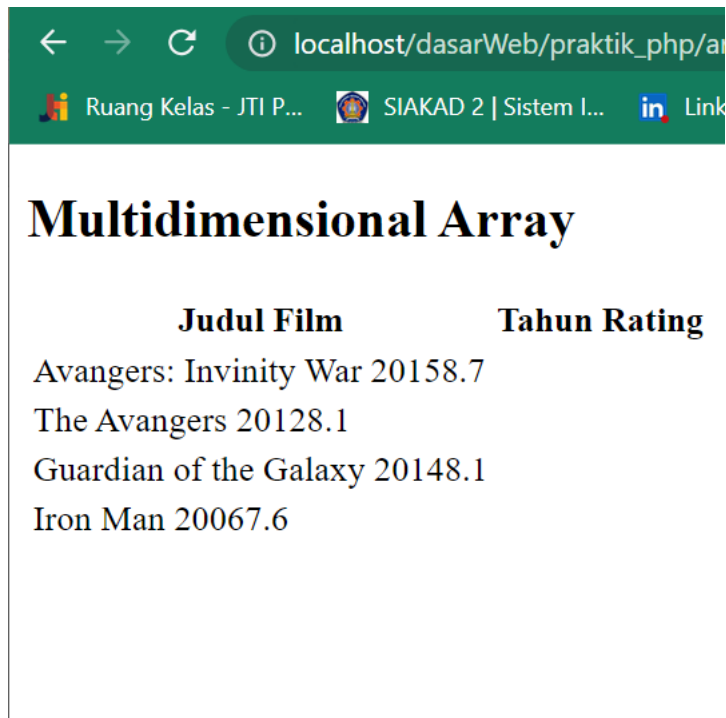 localhost/dasarWeb/praktik_php/ar
Ruang Kelas - JTI P... SIAKAD 2 | Sistem I... in Link
Multidimensional Array
Judul Film Tahun Rating
Avangers: Invinity War 20158.7
The Avangers 20128.1
Guardian of the Galaxy 20148.1
Iron Man 20067.6